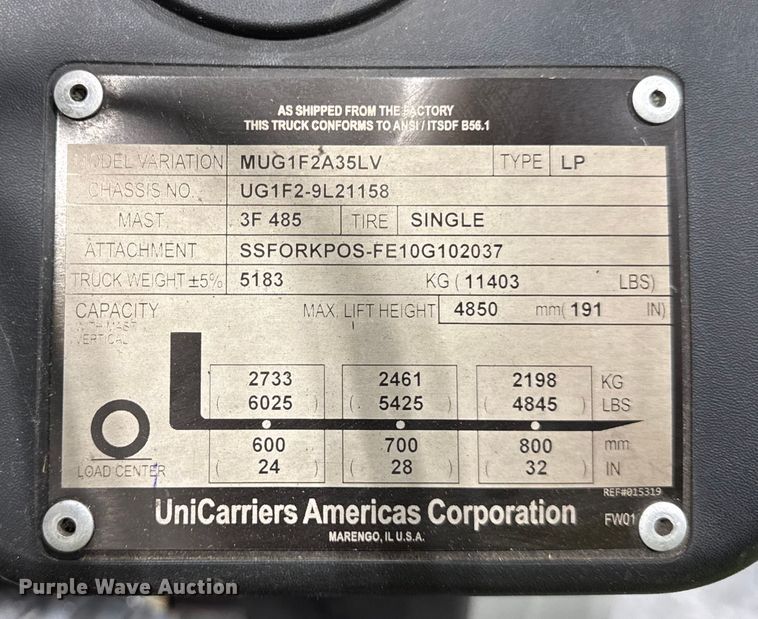 AS SHIPPED FROM THE FACTORY
THIS TRUCK CONFORMS TO ANSI / ITSDF B56.1
MODEL VARIATION MUG1F2A35LV TYPE LP
CHASSIS NO. UG1F2-9L21158
MAST. 3F 485 TIRE SINGLE
ATTACHMENT SSFORKPOS-FE10G102037
TRUCK WEIGHT ±5% 5183 KG ( 11403 LBS)
CAPACITY MAX. LIFT HEIGHT 4850 mm( 191 IN)
WITH MAST
VERTICAL
2733 2461 2198 KG
( 6025 ) ( 5425 ) ( 4845 ) LBS
600 700 800 mm
LOAD CENTER ( 24 ) ( 28 ) ( 32 ) IN
REF#015319
UniCarriers Americas Corporation FW01
MARENGO, IL U.S.A.
Purple Wave Auction